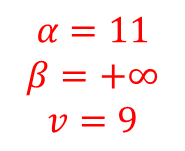 α = 11
β = +∞
v = 9